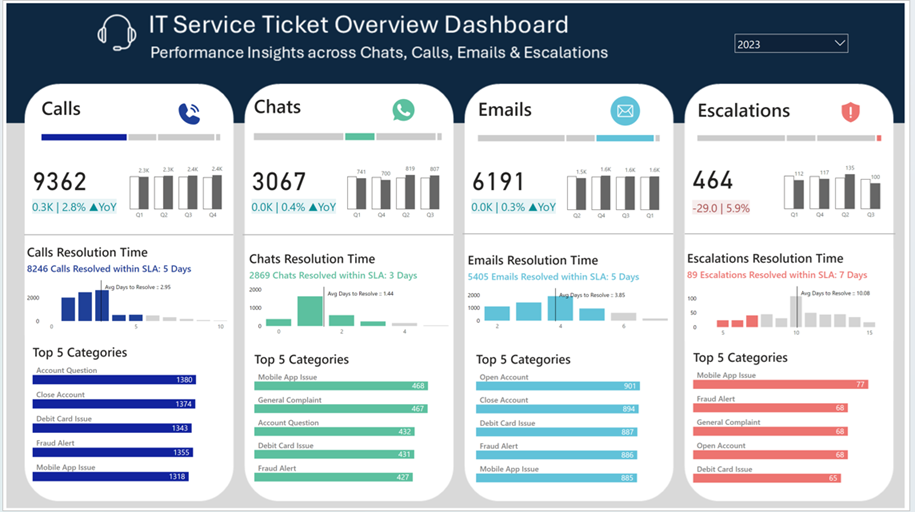 IT Service Ticket Overview Dashboard
Performance Insights across Chats, Calls, Emails & Escalations
2023
Calls
9362
0.3K | 2.8% ▲YoY
2.3K 2.3K 2.4K 2.4K
Q1 Q2 Q3 Q4
Calls Resolution Time
8246 Calls Resolved within SLA: 5 Days
Avg Days to Resolve : 2.95
2000
0
0 5 10
Top 5 Categories
Account Question
1380
Close Account
1374
Debit Card Issue
1343
Fraud Alert
1355
Mobile App Issue
1318
Chats
3067
0.0K | 0.4% ▲YoY
741 700 819 807
Q1 Q4 Q2 Q3
Chats Resolution Time
2869 Chats Resolved within SLA: 3 Days
Avg Days to Resolve : 1.44
2000
1000
0
0 2 4
Top 5 Categories
Mobile App Issue
468
General Complaint
467
Account Question
432
Debit Card Issue
431
Fraud Alert
427
Emails
6191
0.0K | 0.3% ▲YoY
1.5K 1.6K 1.6K 1.6K
Q2 Q4 Q3 Q1
Emails Resolution Time
5405 Emails Resolved within SLA: 5 Days
Avg Days to Resolve : 3.85
2000
1000
0
2 4 6
Top 5 Categories
Open Account
901
Close Account
894
Debit Card Issue
887
Fraud Alert
886
Mobile App Issue
885
Escalations
464
-29.0 | 5.9%
112 117 135 100
Q1 Q4 Q2 Q3
Escalations Resolution Time
89 Escalations Resolved within SLA: 7 Days
Avg Days to Resolve : 10.08
100
50
0
5 10 15
Top 5 Categories
Mobile App Issue
77
Fraud Alert
68
General Complaint
68
Open Account
68
Debit Card Issue
65